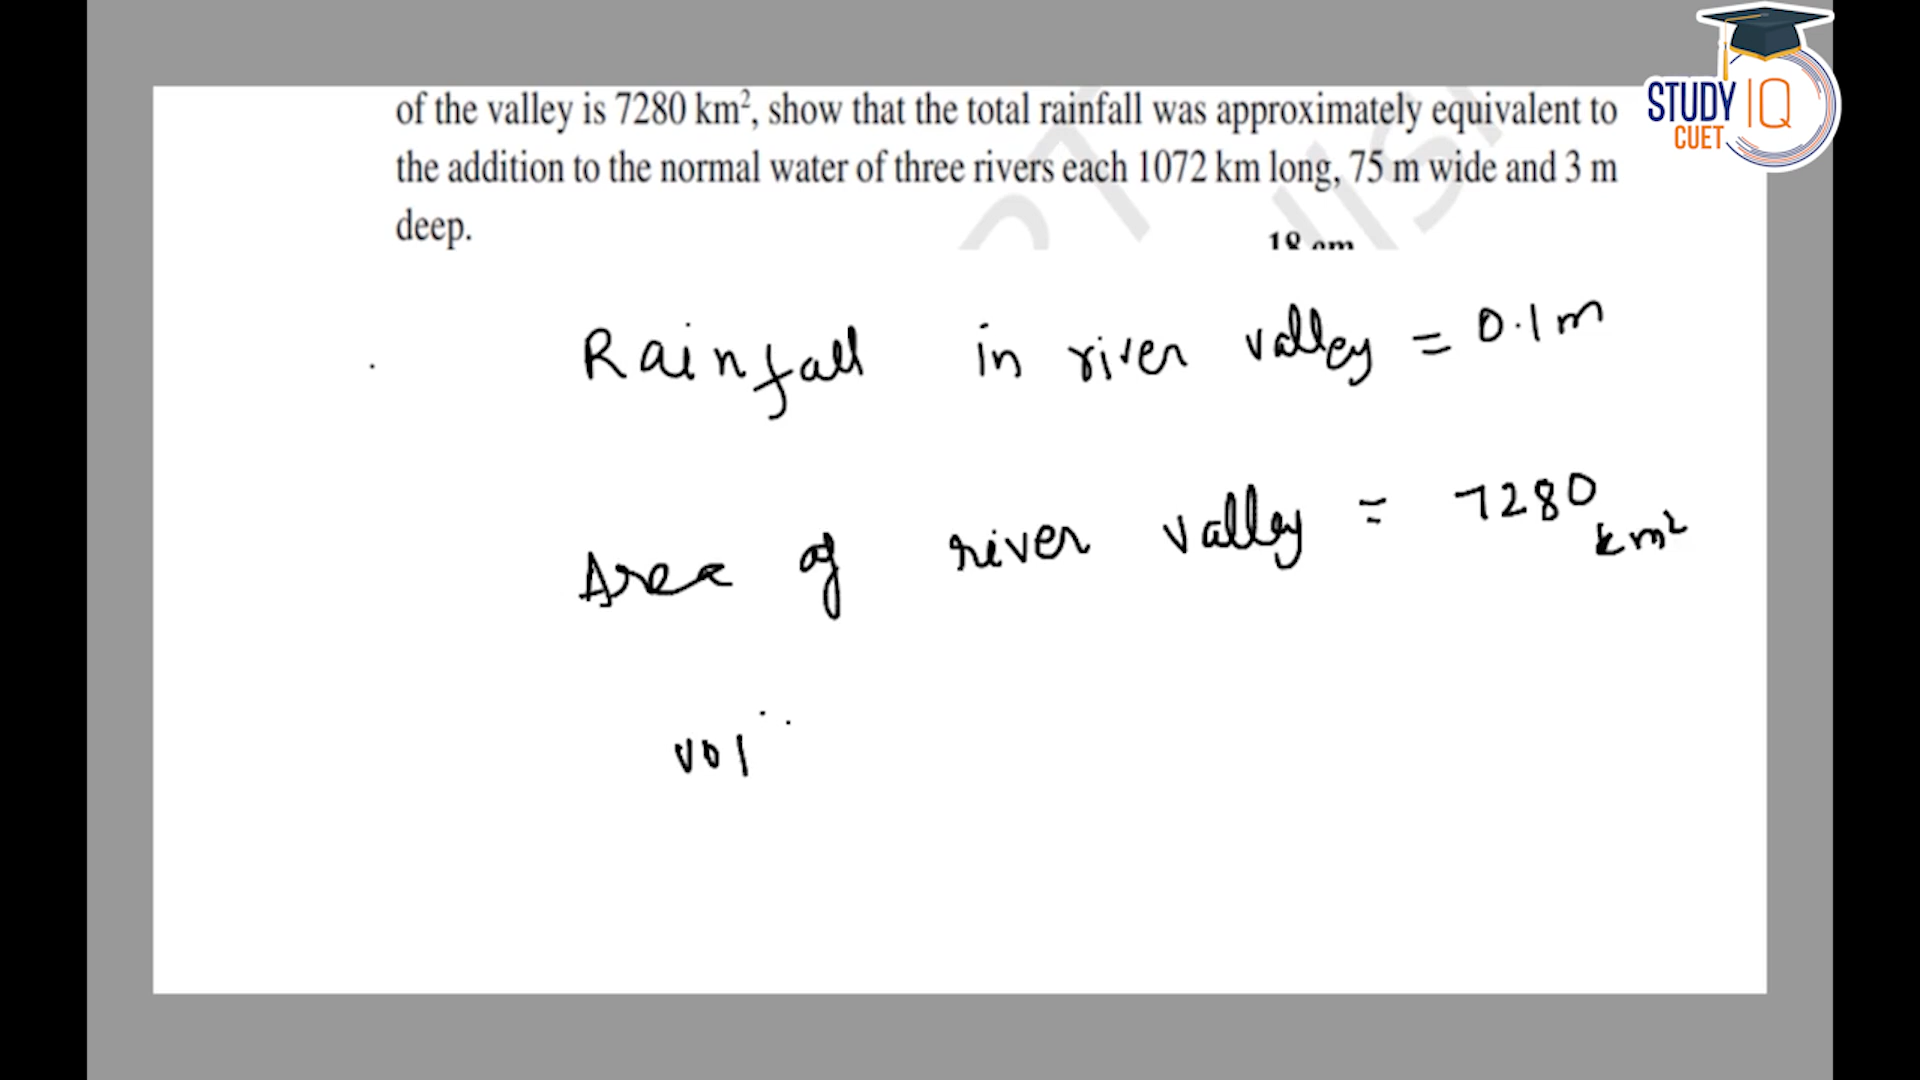 STUDY IQ
CUET
of the valley is 7280 km², show that the total rainfall was approximately equivalent to
the addition to the normal water of three rivers each 1072 km long, 75 m wide and 3 m
deep.
Rainfall in river valley = 0.1m
Area of river valley = 7280
km²
vol